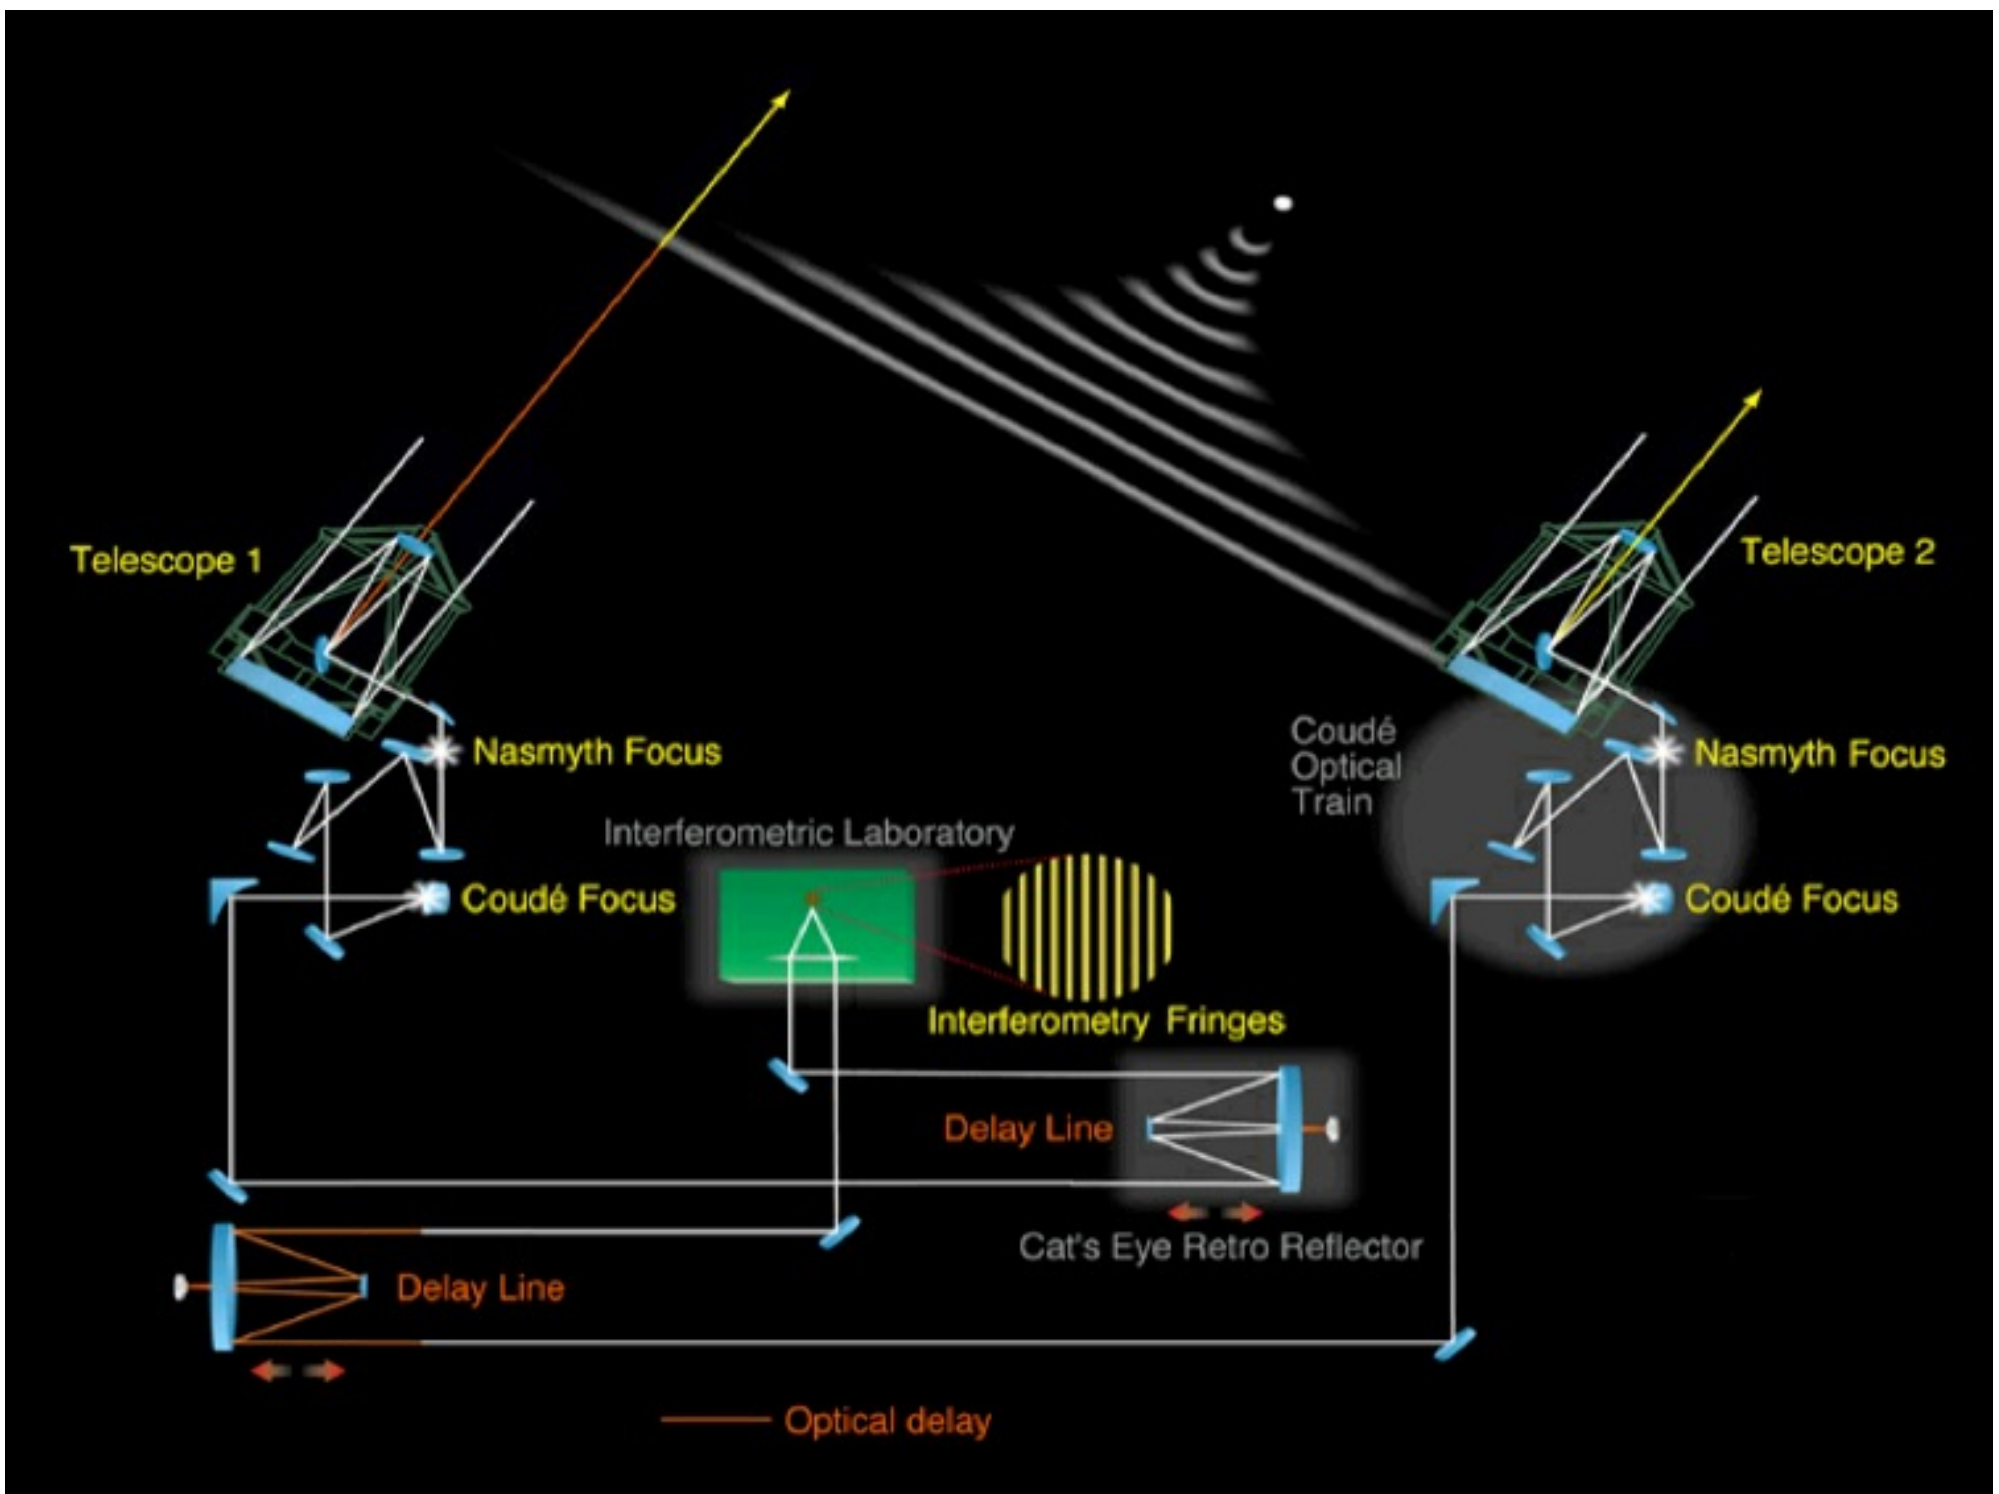 Telescope 1
Telescope 2
Coudé
Optical
Train
Nasmyth Focus
Nasmyth Focus
Interferometric Laboratory
Coudé Focus
Coudé Focus
Interferometry Fringes
Delay Line
Cat's Eye Retro Reflector
Delay Line
Optical delay